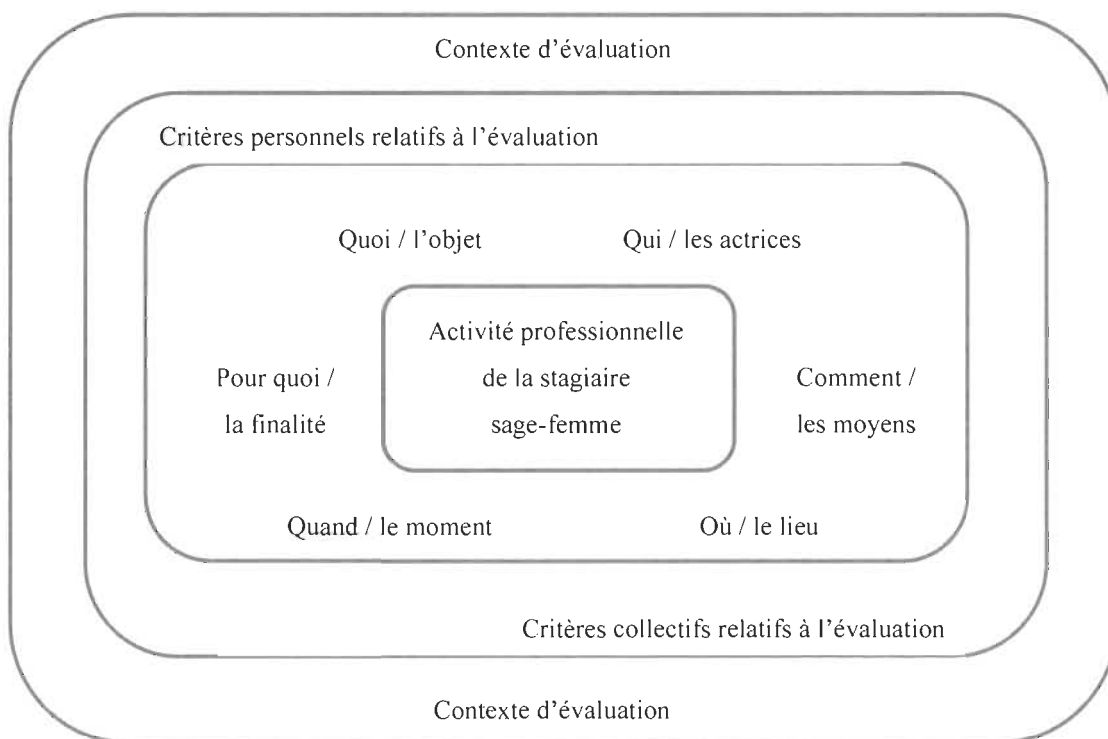 Contexte d'évaluation
Critères personnels relatifs à l'évaluation
Quoi / l'objet
Qui / les actrices
Activité professionnelle
de la stagiaire
sage-femme
Pour quoi /
la finalité
Comment /
les moyens
Quand / le moment
Où / le lieu
Critères collectifs relatifs à l'évaluation
Contexte d'évaluation